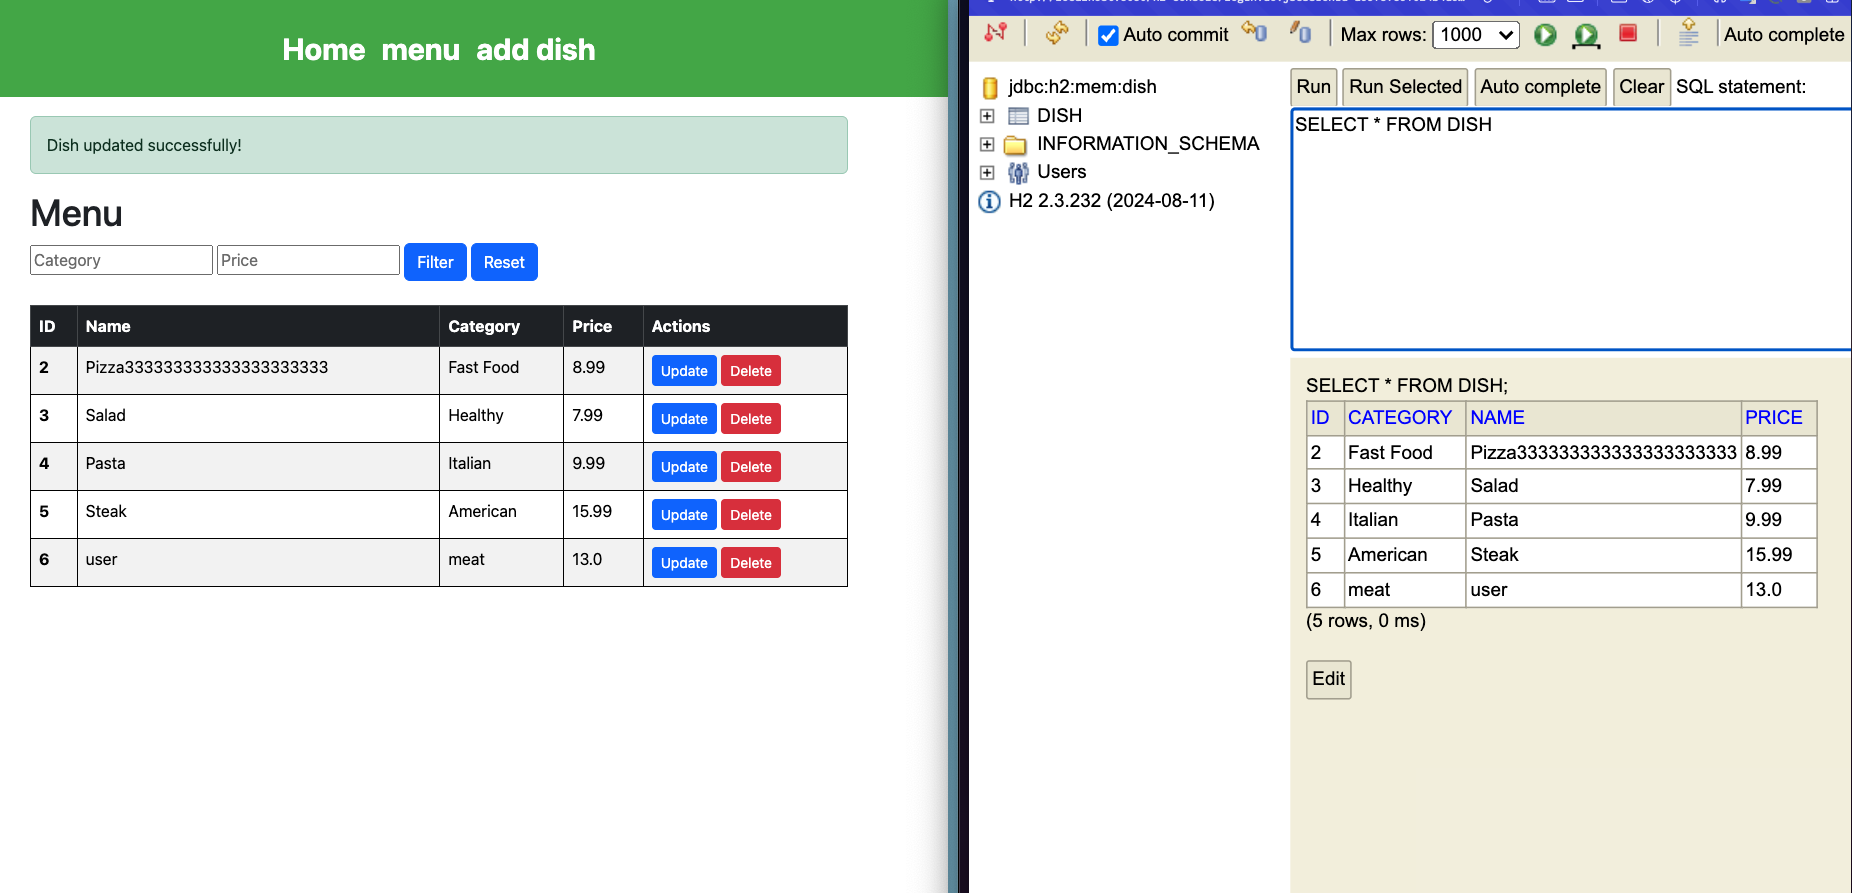 Home menu add dish
Dish updated successfully!
Menu
Category Price Filter Reset
ID Name Category Price Actions
2 Pizza333333333333333333333 Fast Food 8.99 Update Delete
3 Salad Healthy 7.99 Update Delete
4 Pasta Italian 9.99 Update Delete
5 Steak American 15.99 Update Delete
6 user meat 13.0 Update Delete
Auto commit Max rows: 1000 Auto complete
jdbc:h2:mem:dish
DISH
INFORMATION_SCHEMA
Users
H2 2.3.232 (2024-08-11)
Run Run Selected Auto complete Clear SQL statement:
SELECT * FROM DISH
SELECT * FROM DISH;
ID CATEGORY NAME PRICE
2 Fast Food Pizza333333333333333333333 8.99
3 Healthy Salad 7.99
4 Italian Pasta 9.99
5 American Steak 15.99
6 meat user 13.0
(5 rows, 0 ms)
Edit